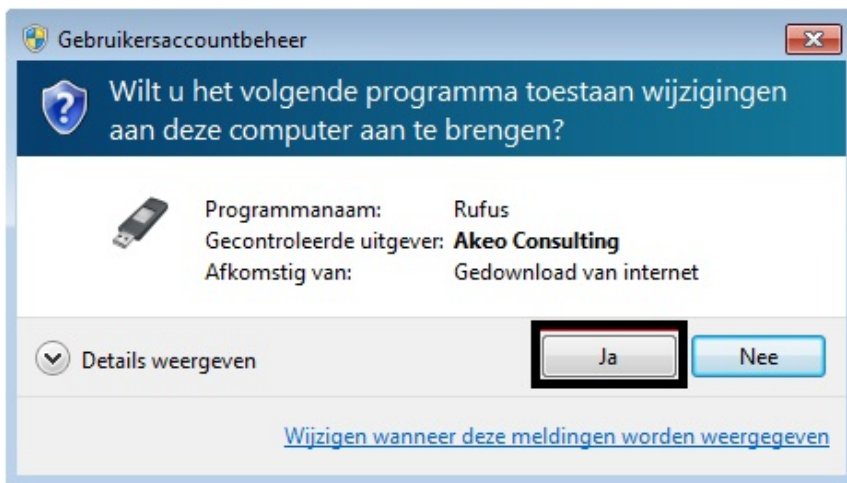 Gebruikersaccountbeheer
Wilt u het volgende programma toestaan wijzigingen
aan deze computer aan te brengen?
Programmanaam: Rufus
Gecontroleerde uitgever: Akeo Consulting
Afkomstig van: Gedownload van internet
Details weergeven Ja Nee
Wijzigen wanneer deze meldingen worden weergegeven